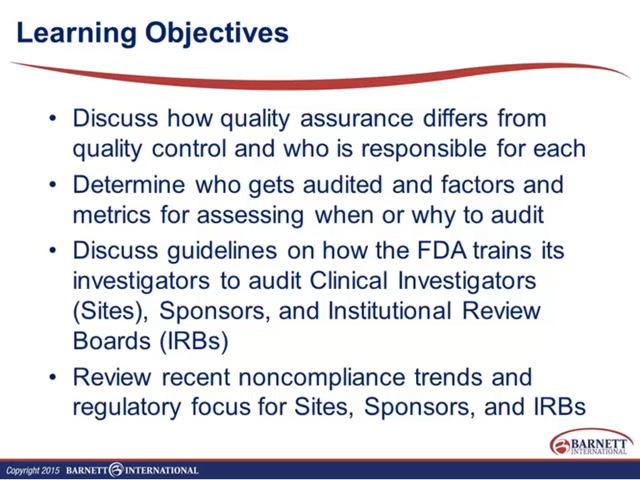 Learning Objectives
• Discuss how quality assurance differs from
quality control and who is responsible for each
• Determine who gets audited and factors and
metrics for assessing when or why to audit
• Discuss guidelines on how the FDA trains its
investigators to audit Clinical Investigators
(Sites), Sponsors, and Institutional Review
Boards (IRBs)
• Review recent noncompliance trends and
regulatory focus for Sites, Sponsors, and IRBs
BARNETT
INTERNATIONAL
Copyright 2015 BARNETT INTERNATIONAL